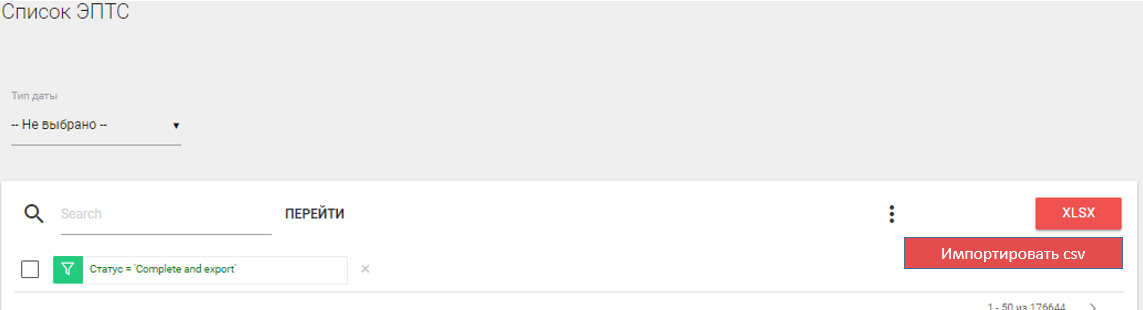 Список ЭПТС
Тип даты
-- Не выбрано --
Search
ПЕРЕЙТИ
XLSX
Импортировать csv
Статус = 'Complete and export'
1 - 50 из 176644